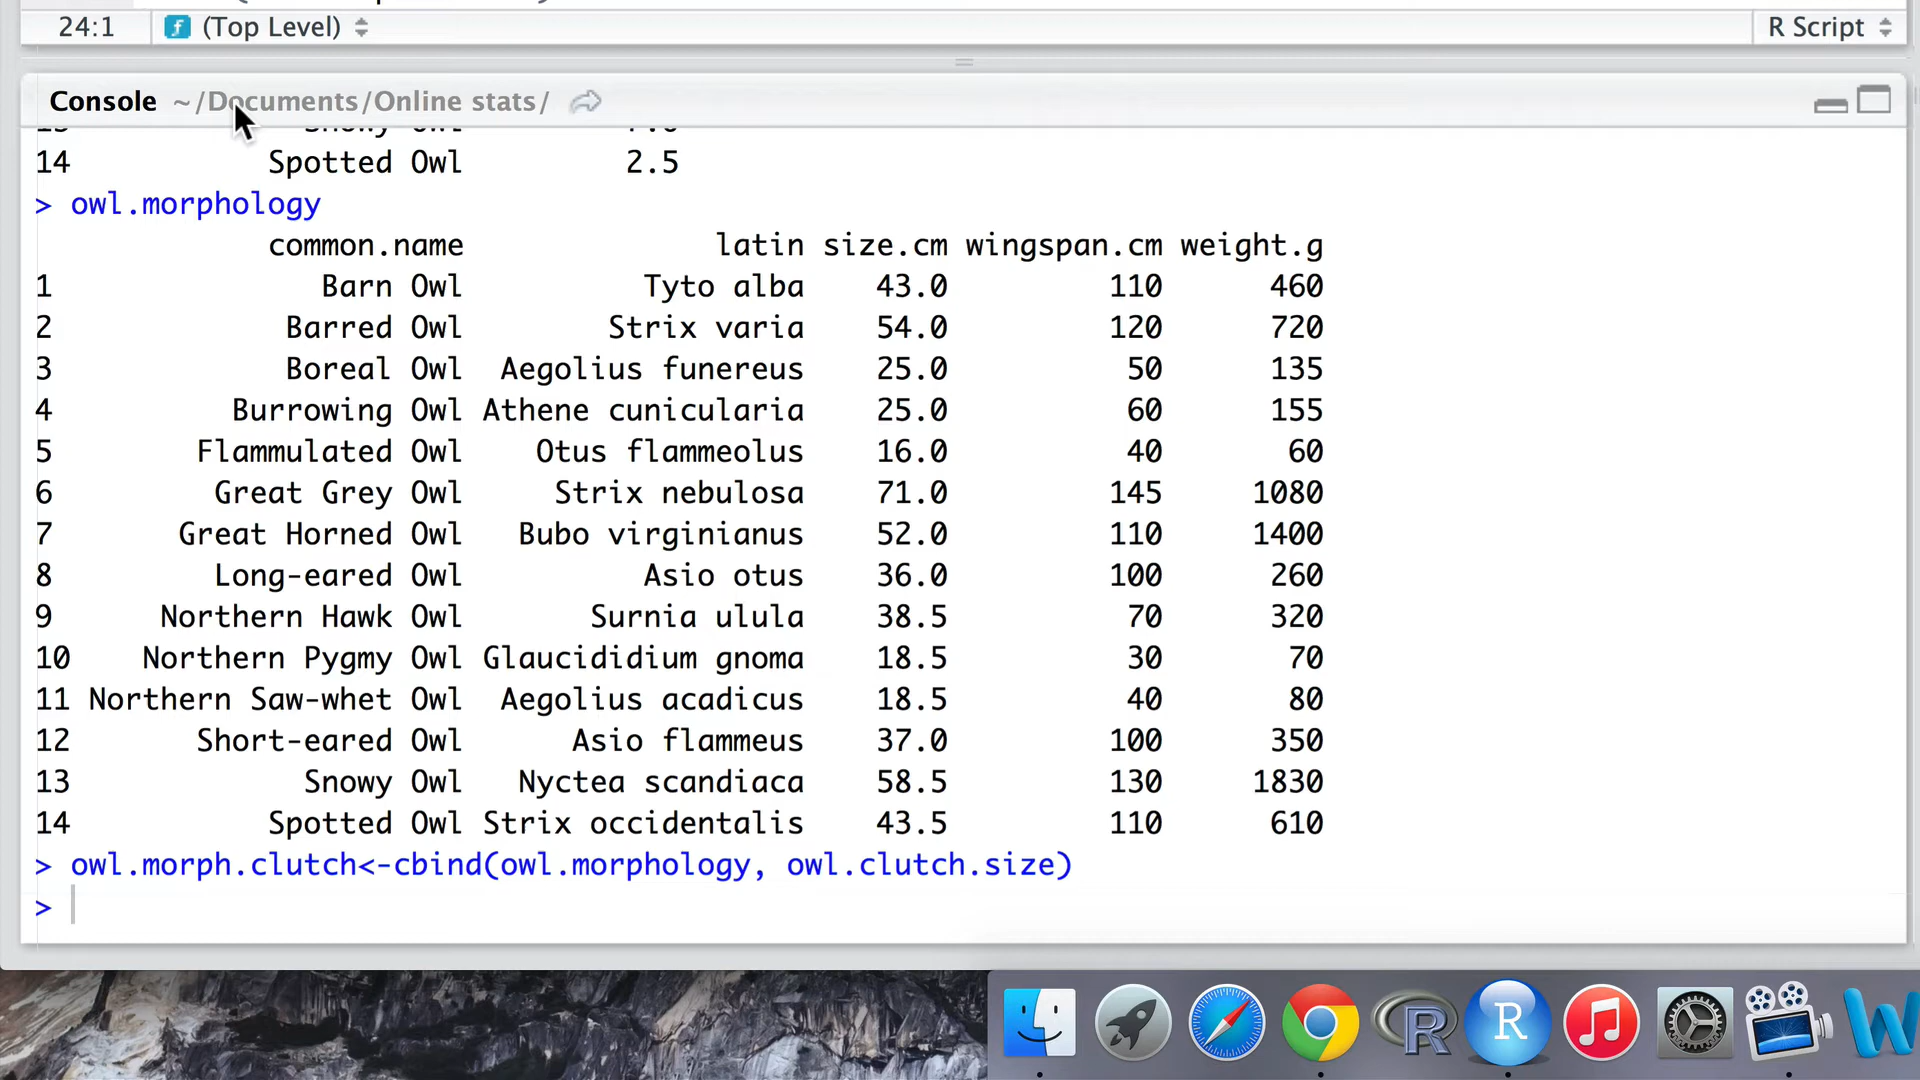 24:1 (Top Level) R Script
Console ~/Documents/Online stats/
14 Spotted Owl 2.5
> owl.morphology
common.name latin size.cm wingspan.cm weight.g
1 Barn Owl Tyto alba 43.0 110 460
2 Barred Owl Strix varia 54.0 120 720
3 Boreal Owl Aegolius funereus 25.0 50 135
4 Burrowing Owl Athene cunicularia 25.0 60 155
5 Flammulated Owl Otus flammeolus 16.0 40 60
6 Great Grey Owl Strix nebulosa 71.0 145 1080
7 Great Horned Owl Bubo virginianus 52.0 110 1400
8 Long-eared Owl Asio otus 36.0 100 260
9 Northern Hawk Owl Surnia ulula 38.5 70 320
10 Northern Pygmy Owl Glaucididium gnoma 18.5 30 70
11 Northern Saw-whet Owl Aegolius acadicus 18.5 40 80
12 Short-eared Owl Asio flammeus 37.0 100 350
13 Snowy Owl Nyctea scandiaca 58.5 130 1830
14 Spotted Owl Strix occidentalis 43.5 110 610
> owl.morph.clutch<-cbind(owl.morphology, owl.clutch.size)
>
R R W